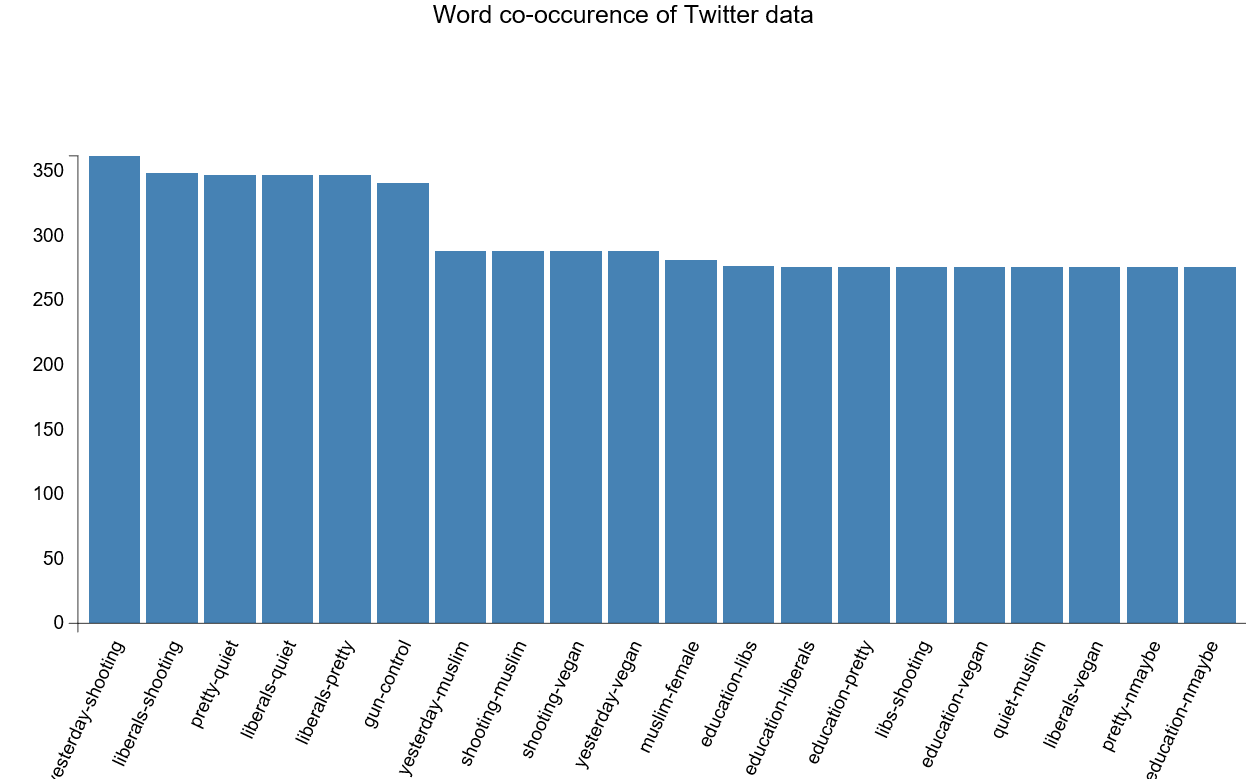 Word co-occurence of Twitter data
350
300
250
200
150
100
50
0
yesterday-shooting
liberals-shooting
pretty-quiet
liberals-quiet
liberals-pretty
gun-control
yesterday-muslim
shooting-muslim
shooting-vegan
yesterday-vegan
muslim-female
education-libs
education-liberals
education-pretty
libs-shooting
education-vegan
quiet-muslim
liberals-vegan
pretty-nmaybe
education-nmaybe